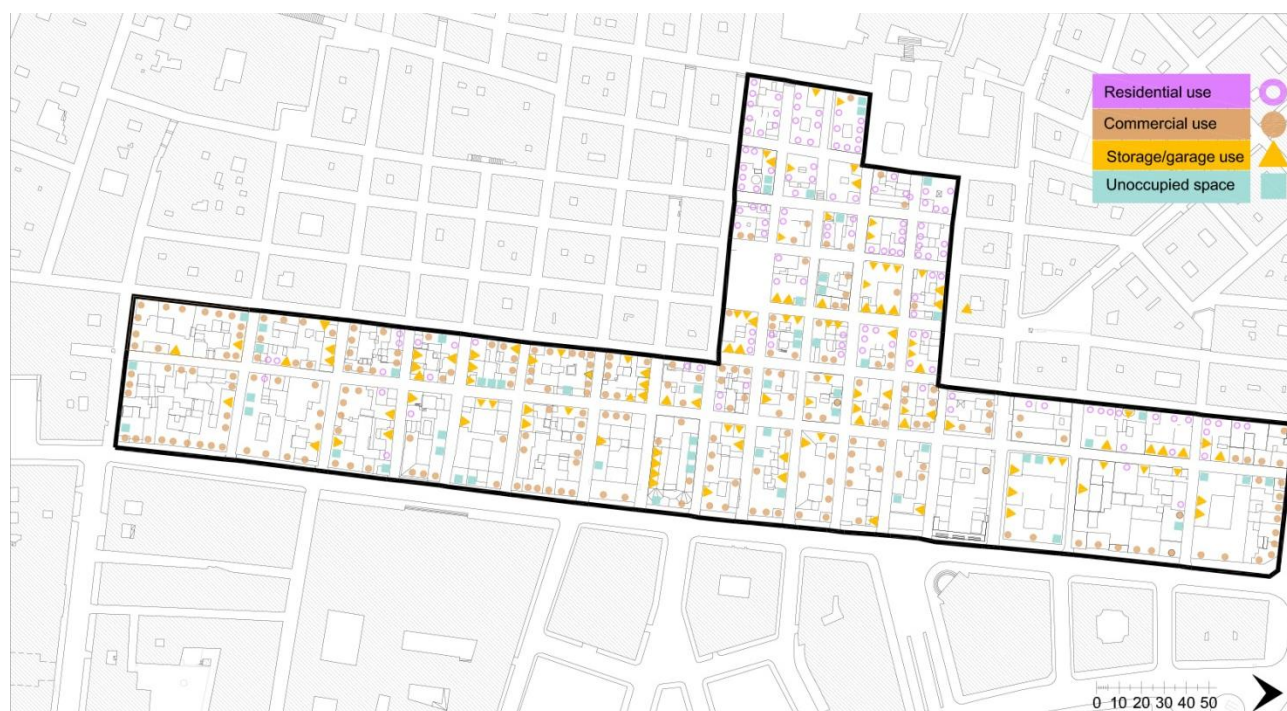 Residential use
Commercial use
Storage/garage use
Unoccupied space
0 10 20 30 40 50